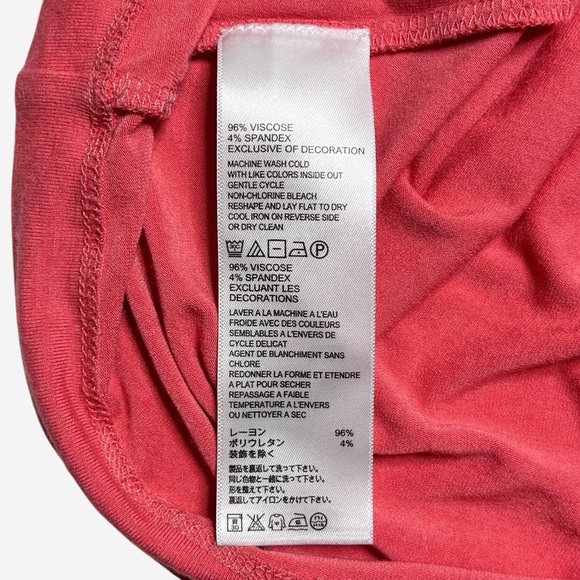 96% VISCOSE
4% SPANDEX
EXCLUSIVE OF DECORATION
MACHINE WASH COLD
WITH LIKE COLORS INSIDE OUT
GENTLE CYCLE
NON-CHLORINE BLEACH
RESHAPE AND LAY FLAT TO DRY
COOL IRON ON REVERSE SIDE
OR DRY CLEAN
96% VISCOSE
4% SPANDEX
EXCLUANT LES
DECORATIONS
LAVER A LA MACHINE A L'EAU
FROIDE AVEC DES COULEURS
SEMBLABLES A L'ENVERS DE
CYCLE DELICAT
AGENT DE BLANCHIMENT SANS
CHLORE
REDONNER LA FORME ET ETENDRE
A PLAT POUR SECHER
REPASSAGE A FAIBLE
TEMPERATURE A L'ENVERS
OU NETTOYER A SEC
レーヨン 96%
ポリウレタン 4%
装飾を除く
製品を裏返して洗って下さい。
同じ色物と一緒に洗って下さい。
形を整えて下さい。
裏返してアイロンをかけて下さい。